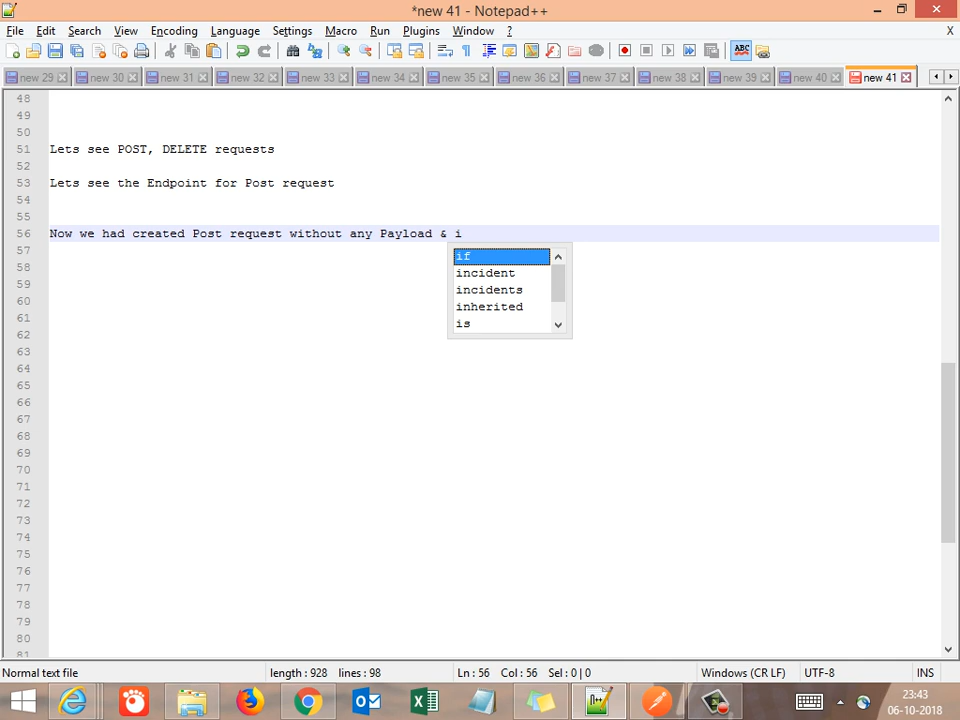 *new 41 - Notepad++
File Edit Search View Encoding Language Settings Macro Run Plugins Window ? X
ABC
new 29 new 30 new 31 new 32 new 33 new 34 new 35 new 36 new 37 new 38 new 39 new 40 new 41
48
49
50
51 Lets see POST, DELETE requests
52
53 Lets see the Endpoint for Post request
54
55
56 Now we had created Post request without any Payload & i
57
if
58
incident
59
incidents
60
inherited
61
is
62
63
64
65
66
67
68
69
70
71
72
73
74
75
76
77
78
79
80
81
Normal text file length : 928 lines : 98 Ln : 56 Col : 56 Sel : 0 | 0 Windows (CR LF) UTF-8 INS
23:43
06-10-2018